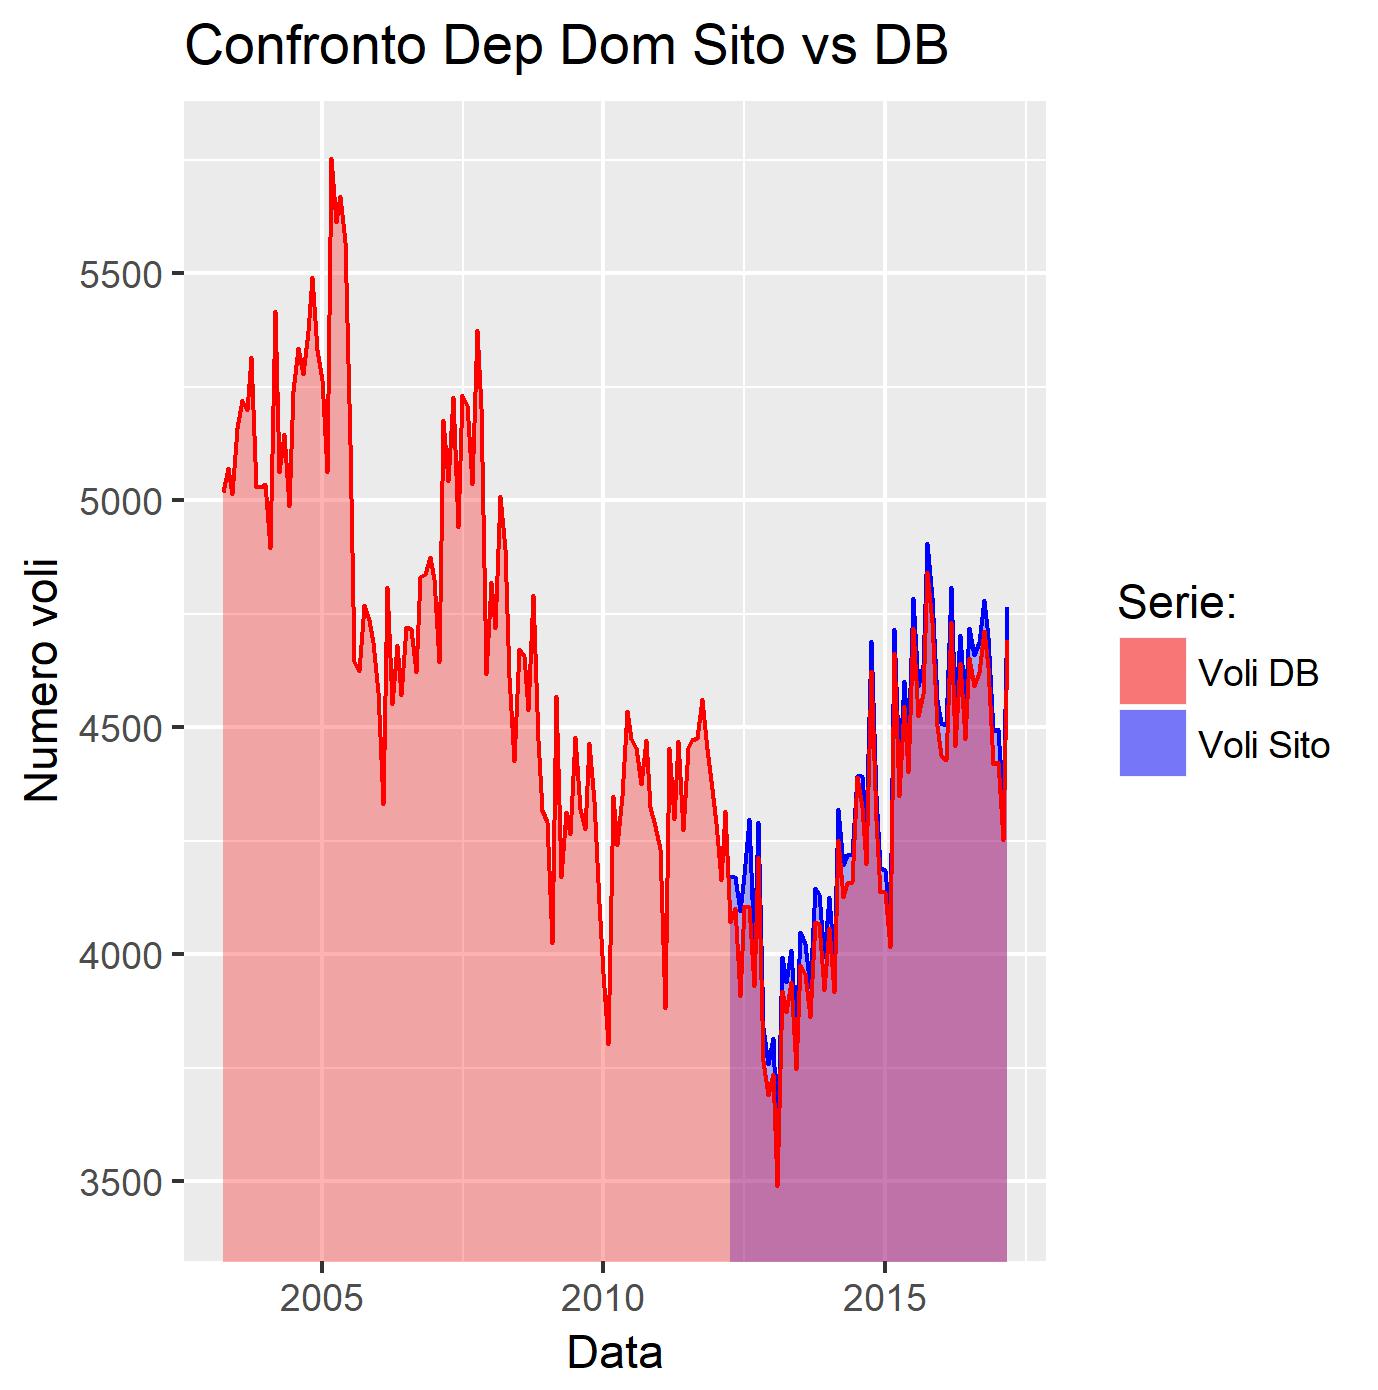 Confronto Dep Dom Sito vs DB
Numero voli
5500
5000
4500
4000
3500
2005
2010
2015
Data
Serie:
Voli DB
Voli Sito